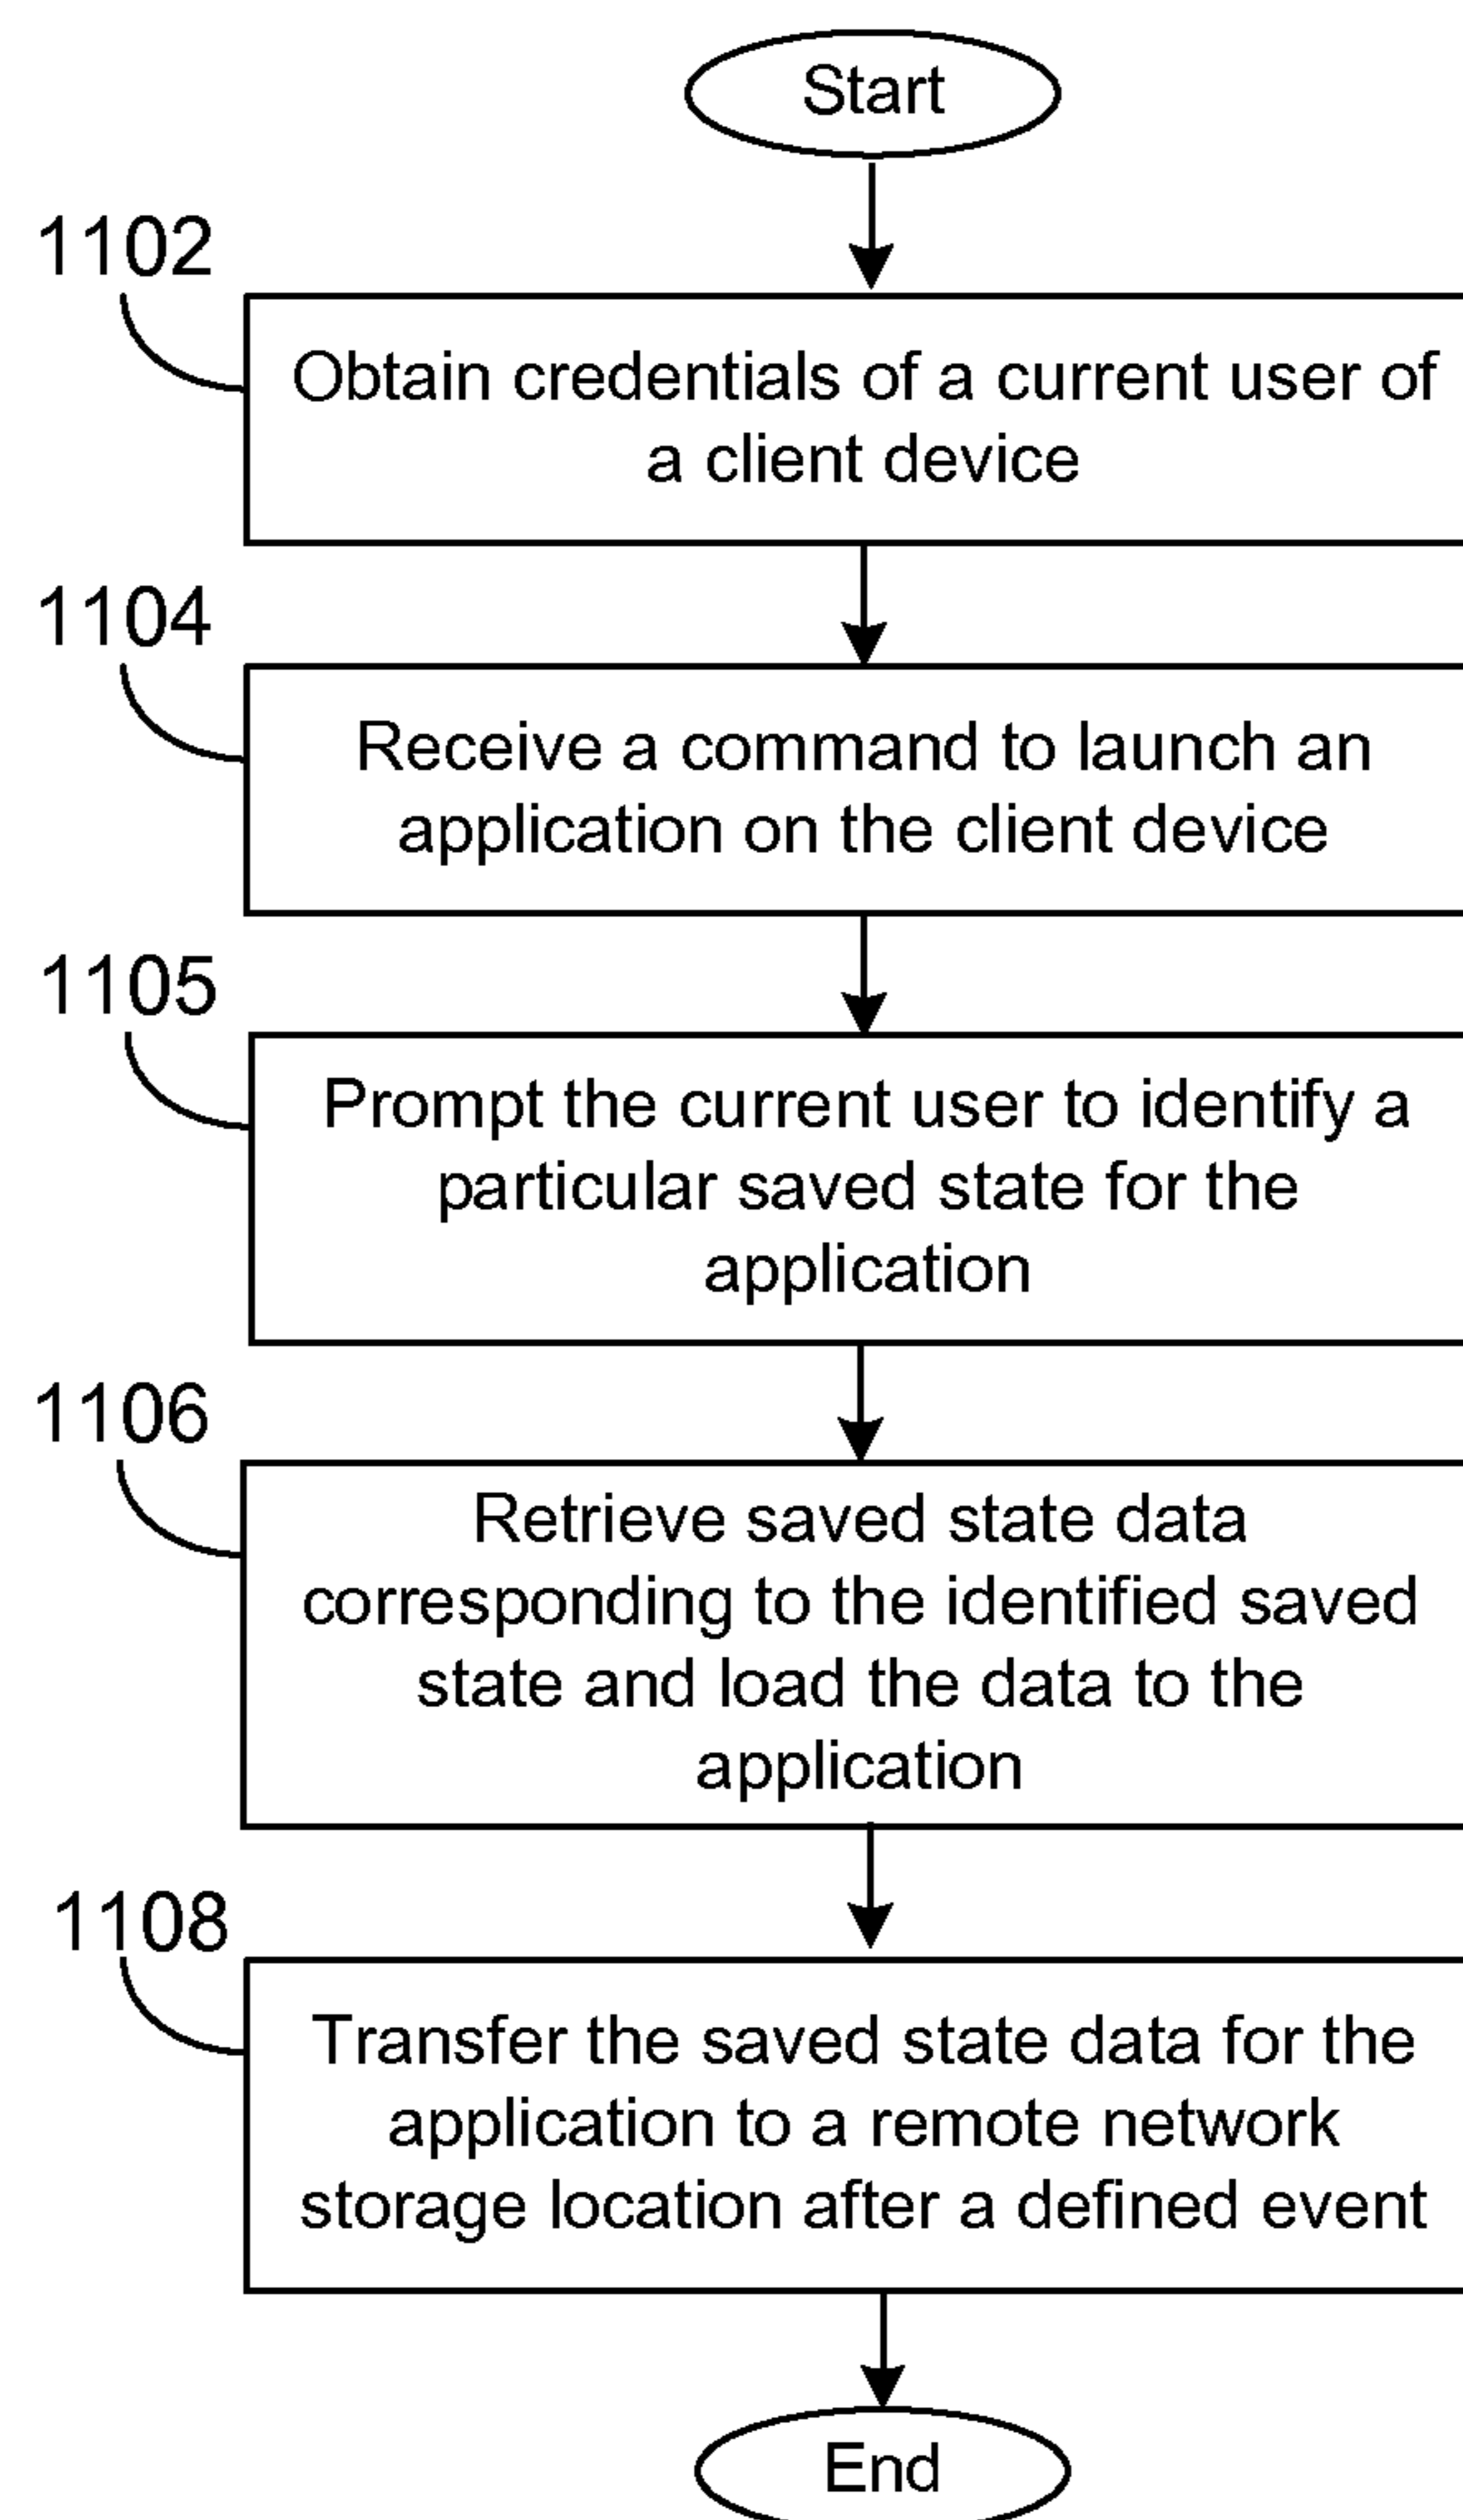 Start
1102
Obtain credentials of a current user of
a client device
1104
Receive a command to launch an
application on the client device
1105
Prompt the current user to identify a
particular saved state for the
application
1106
Retrieve saved state data
corresponding to the identified saved
state and load the data to the
application
1108
Transfer the saved state data for the
application to a remote network
storage location after a defined event
End